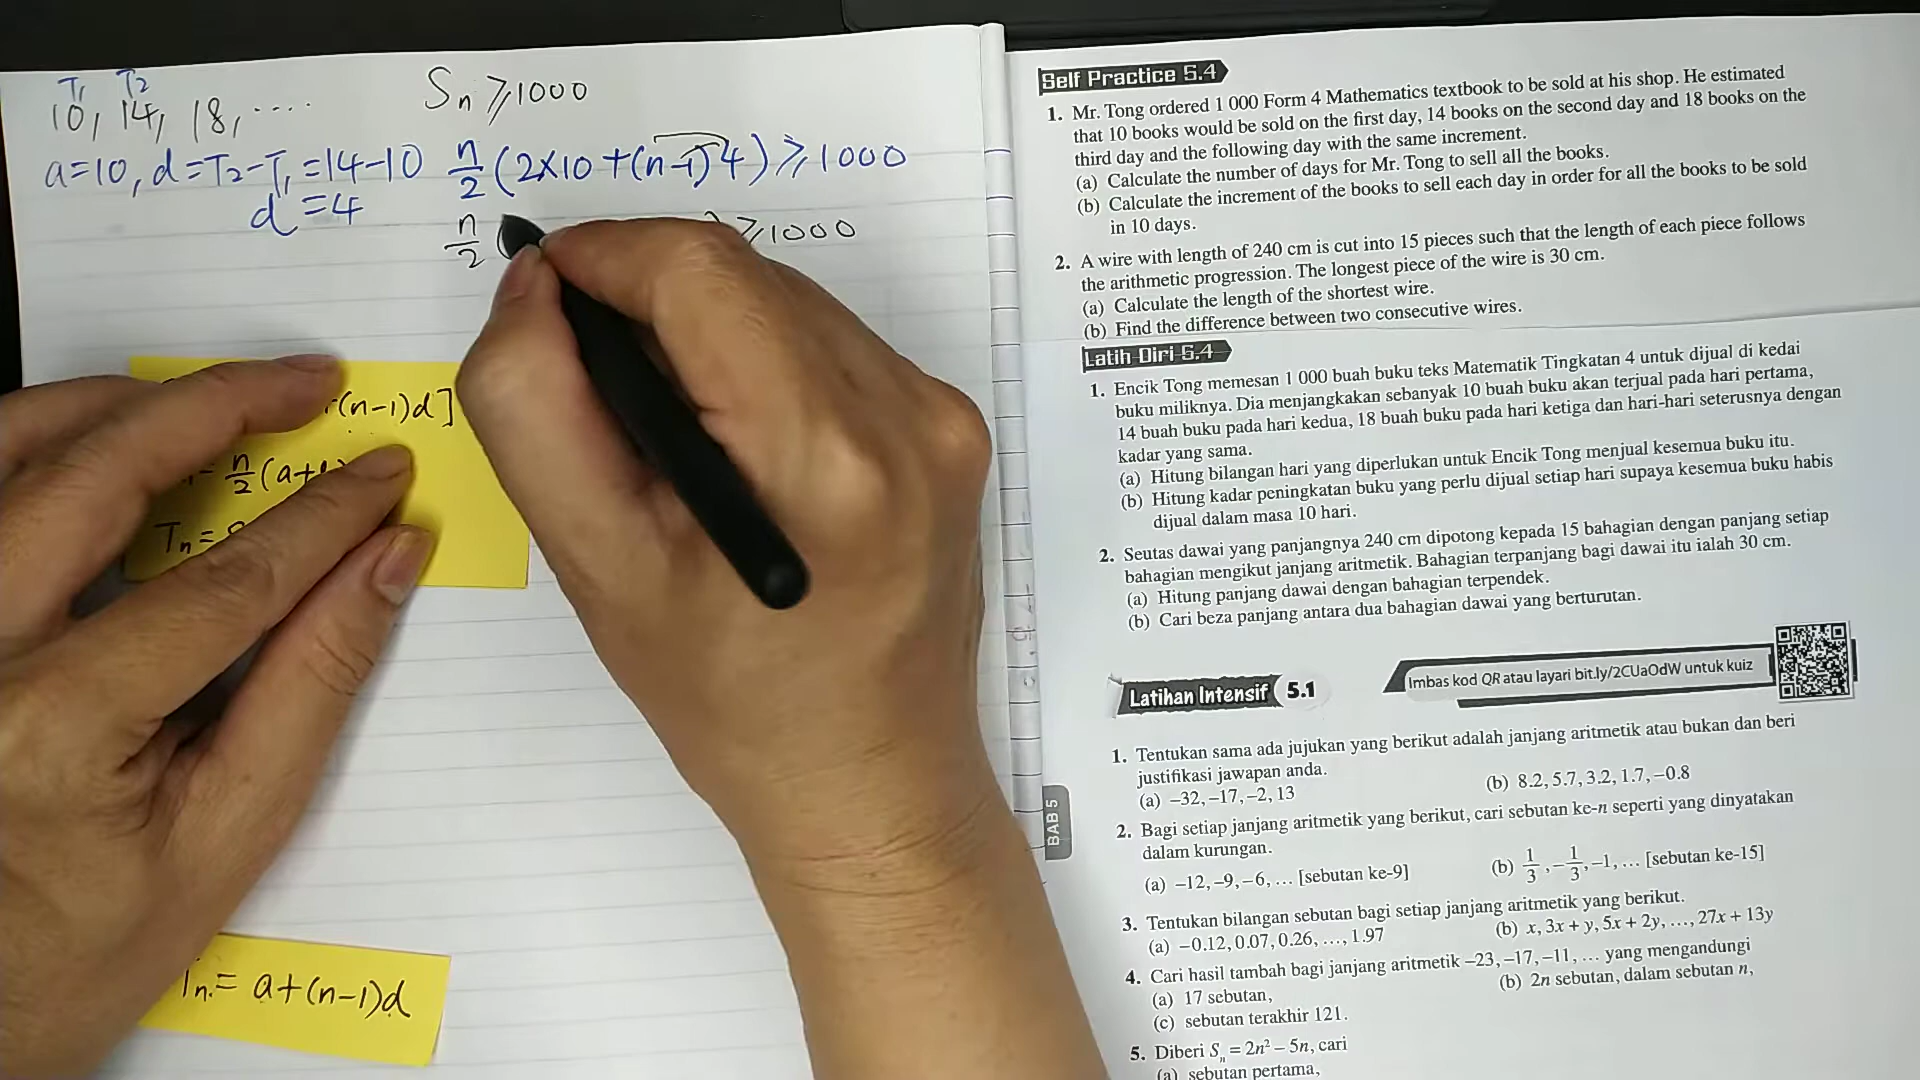 T1 T2
10, 14, 18, ....
a=10, d=T2-T1=14-10
d=4
Sn ⩾1000
n/2 (2×10+(n-1)4) ⩾1000
n/2 ( ) ⩾1000
+(n-1)d]
= n/2 (a+
Tn =
Tn = a+(n-1)d
Self Practice 5.4
1. Mr. Tong ordered 1 000 Form 4 Mathematics textbook to be sold at his shop. He estimated
that 10 books would be sold on the first day, 14 books on the second day and 18 books on the
third day and the following day with the same increment.
(a) Calculate the number of days for Mr. Tong to sell all the books.
(b) Calculate the increment of the books to sell each day in order for all the books to be sold
in 10 days.
2. A wire with length of 240 cm is cut into 15 pieces such that the length of each piece follows
the arithmetic progression. The longest piece of the wire is 30 cm.
(a) Calculate the length of the shortest wire.
(b) Find the difference between two consecutive wires.
Latih Diri 5.4
1. Encik Tong memesan 1 000 buah buku teks Matematik Tingkatan 4 untuk dijual di kedai
buku miliknya. Dia menjangkakan sebanyak 10 buah buku akan terjual pada hari pertama,
14 buah buku pada hari kedua, 18 buah buku pada hari ketiga dan hari-hari seterusnya dengan
kadar yang sama.
(a) Hitung bilangan hari yang diperlukan untuk Encik Tong menjual kesemua buku itu.
(b) Hitung kadar peningkatan buku yang perlu dijual setiap hari supaya kesemua buku habis
dijual dalam masa 10 hari.
2. Seutas dawai yang panjangnya 240 cm dipotong kepada 15 bahagian dengan panjang setiap
bahagian mengikut janjang aritmetik. Bahagian terpanjang bagi dawai itu ialah 30 cm.
(a) Hitung panjang dawai dengan bahagian terpendek.
(b) Cari beza panjang antara dua bahagian dawai yang berturutan.
Latihan Intensif 5.1
Imbas kod QR atau layari bit.ly/2CUaOdW untuk kuiz
1. Tentukan sama ada jujukan yang berikut adalah janjang aritmetik atau bukan dan beri
justifikasi jawapan anda.
(a) –32, –17, –2, 13 (b) 8.2, 5.7, 3.2, 1.7, –0.8
2. Bagi setiap janjang aritmetik yang berikut, cari sebutan ke-n seperti yang dinyatakan
dalam kurungan.
(a) –12, –9, –6, … [sebutan ke-9] (b) 1/3, –1/3, –1, … [sebutan ke-15]
3. Tentukan bilangan sebutan bagi setiap janjang aritmetik yang berikut.
(a) –0.12, 0.07, 0.26, …, 1.97 (b) x, 3x + y, 5x + 2y, …, 27x + 13y
4. Cari hasil tambah bagi janjang aritmetik –23, –17, –11, … yang mengandungi
(a) 17 sebutan, (b) 2n sebutan, dalam sebutan n,
(c) sebutan terakhir 121.
5. Diberi Sn = 2n² – 5n, cari
(a) sebutan pertama,
BAB 5